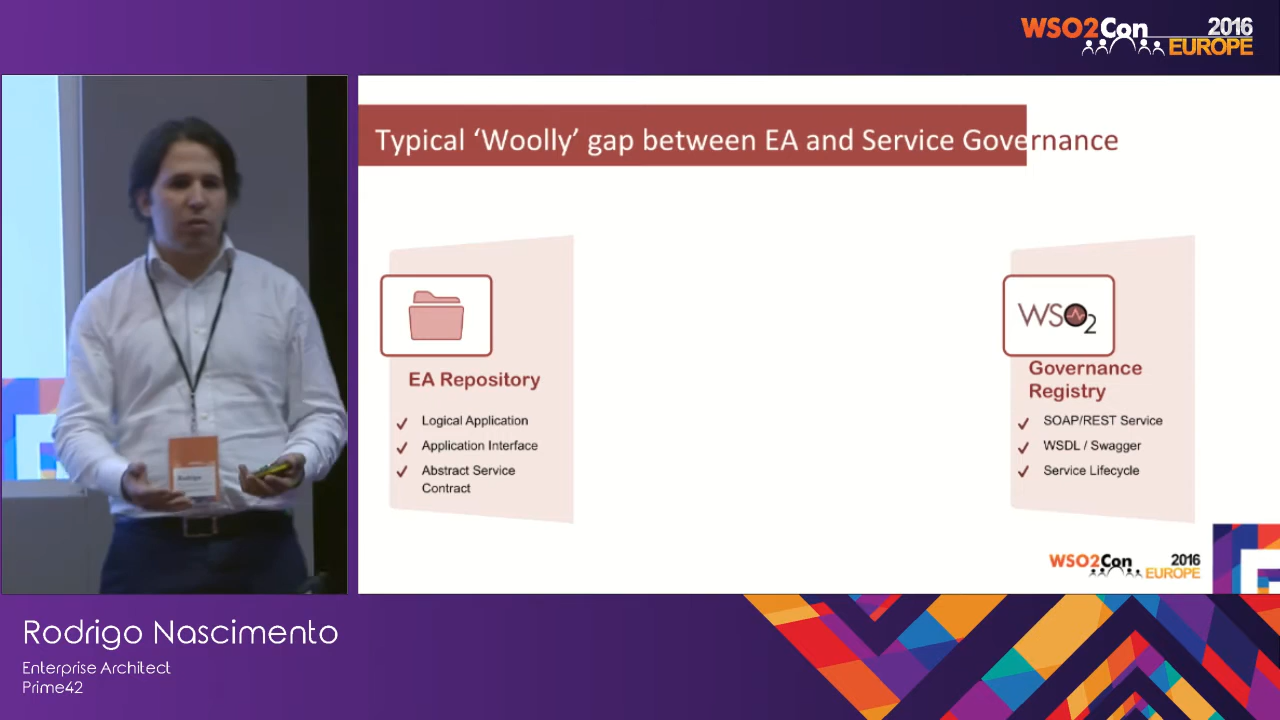 WSO2Con 2016
EUROPE
Typical ‘Woolly’ gap between EA and Service Governance
WSO2
EA Repository
Logical Application
Application Interface
Abstract Service
Contract
Governance
Registry
SOAP/REST Service
WSDL / Swagger
Service Lifecycle
Rodrigo
WSO2Con 2016
EUROPE
Rodrigo Nascimento
Enterprise Architect
Prime42